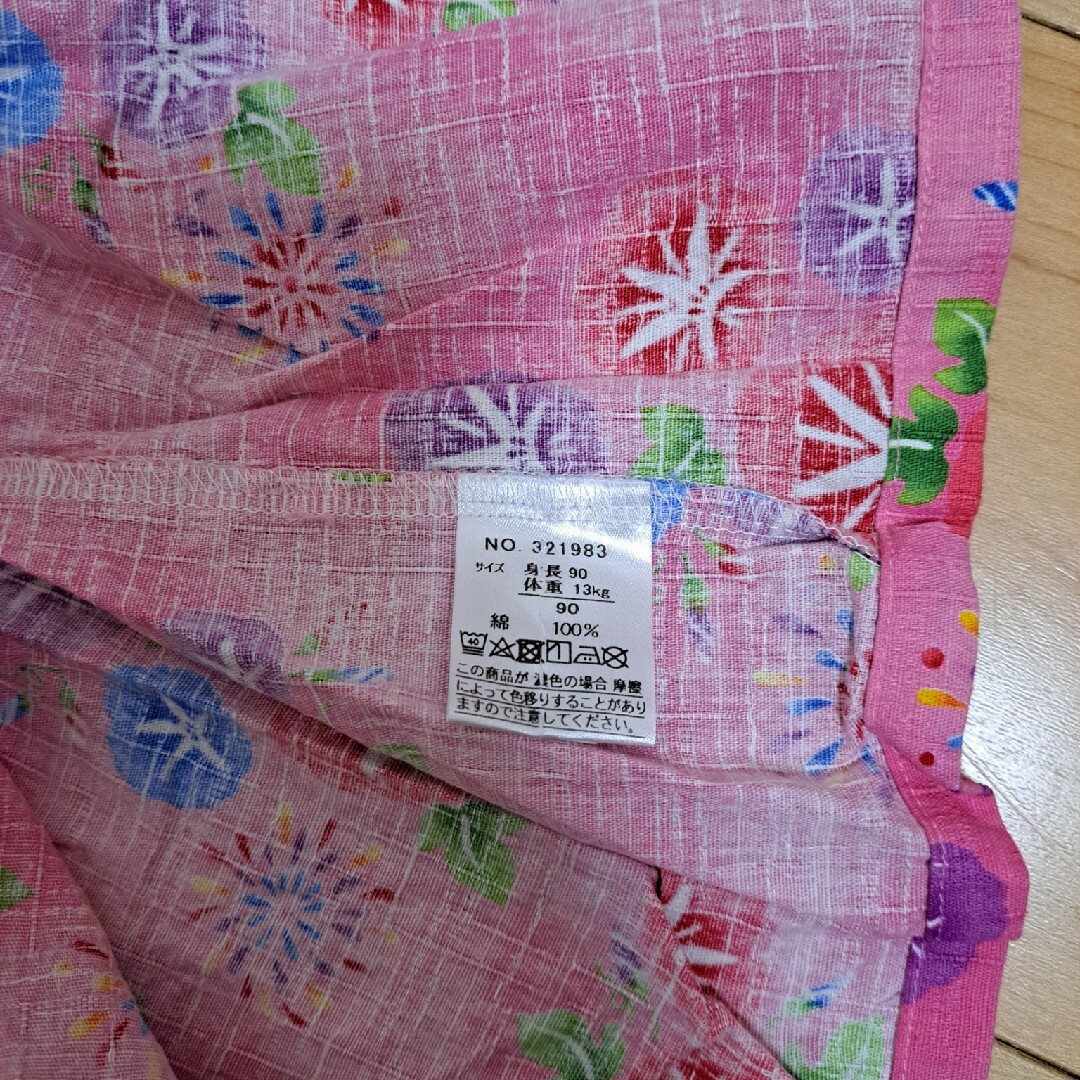 NO. 321983
サイズ 身長 90
体重 13kg
90
綿 100%
40
この商品が 色の場合 摩擦
によって色移りすることがあり
ますので注意してください。